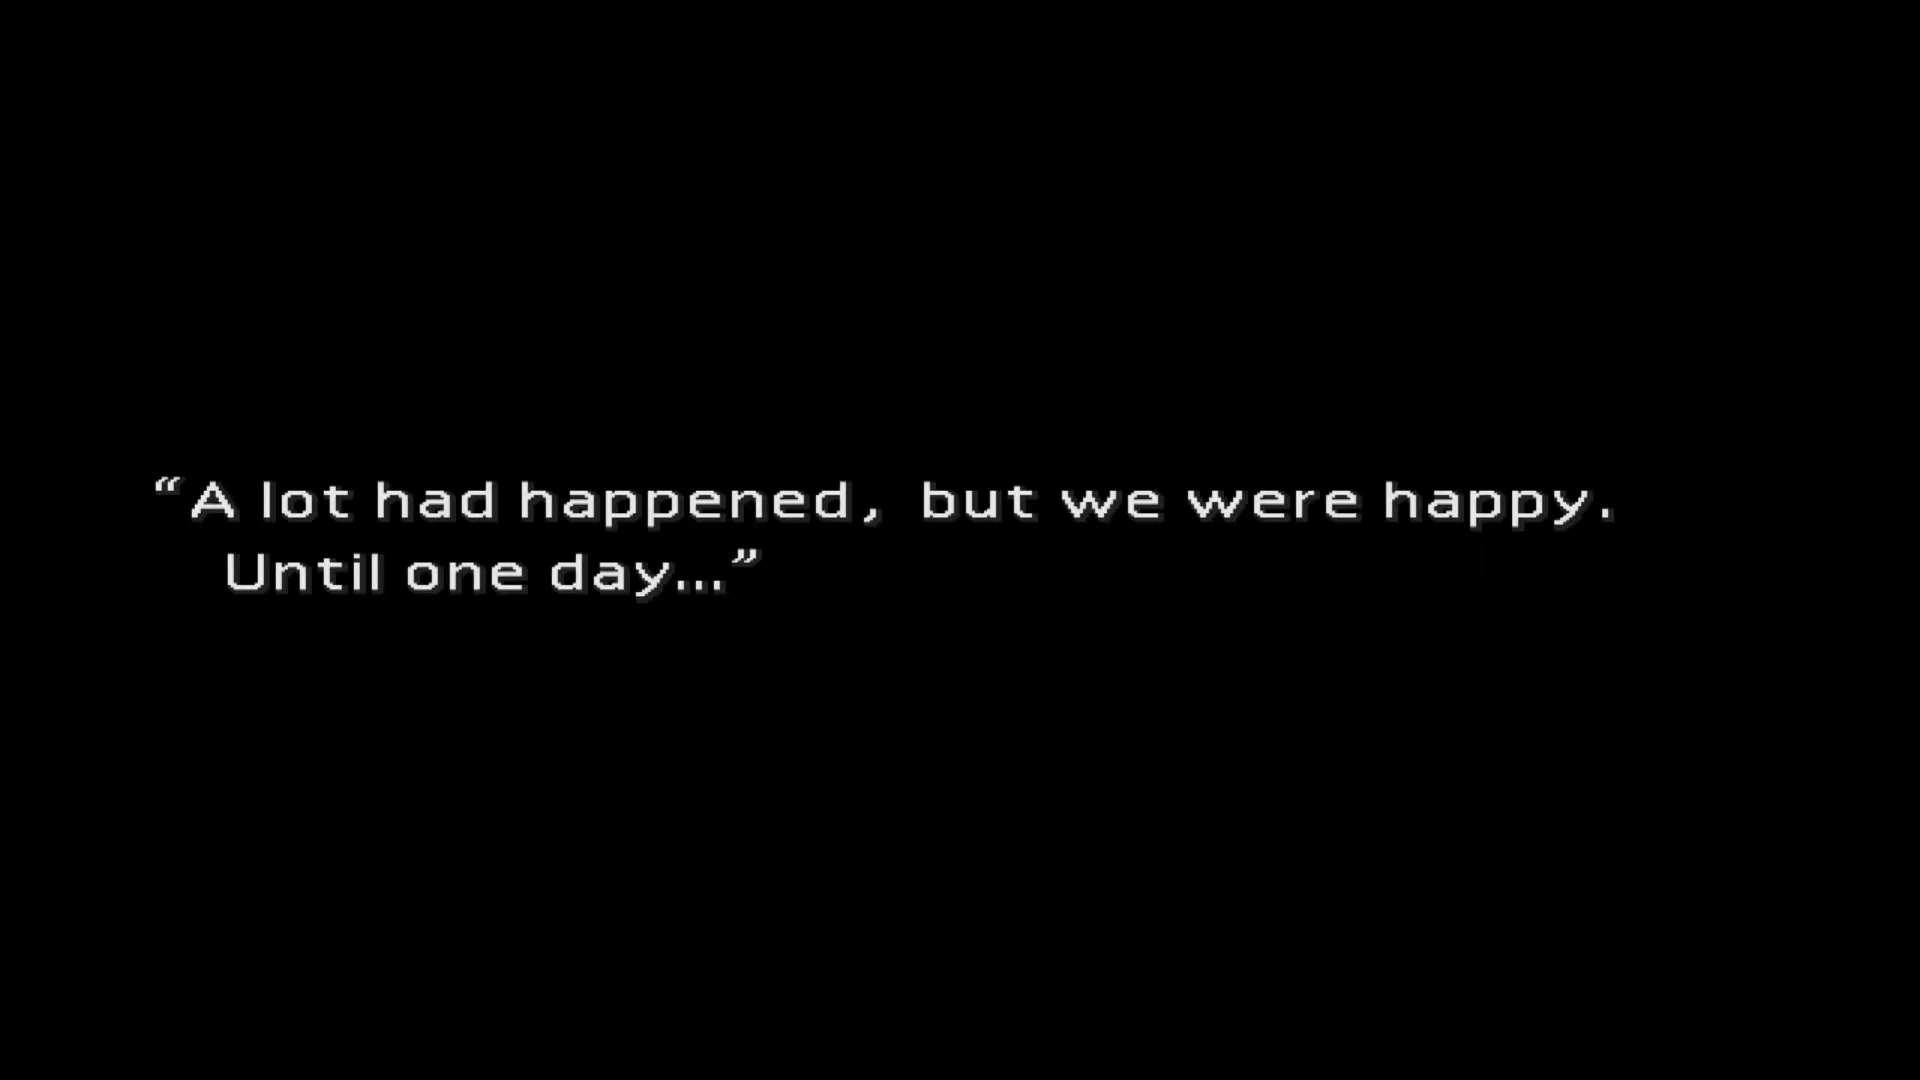 “A lot had happened, but we were happy.
Until one day...”